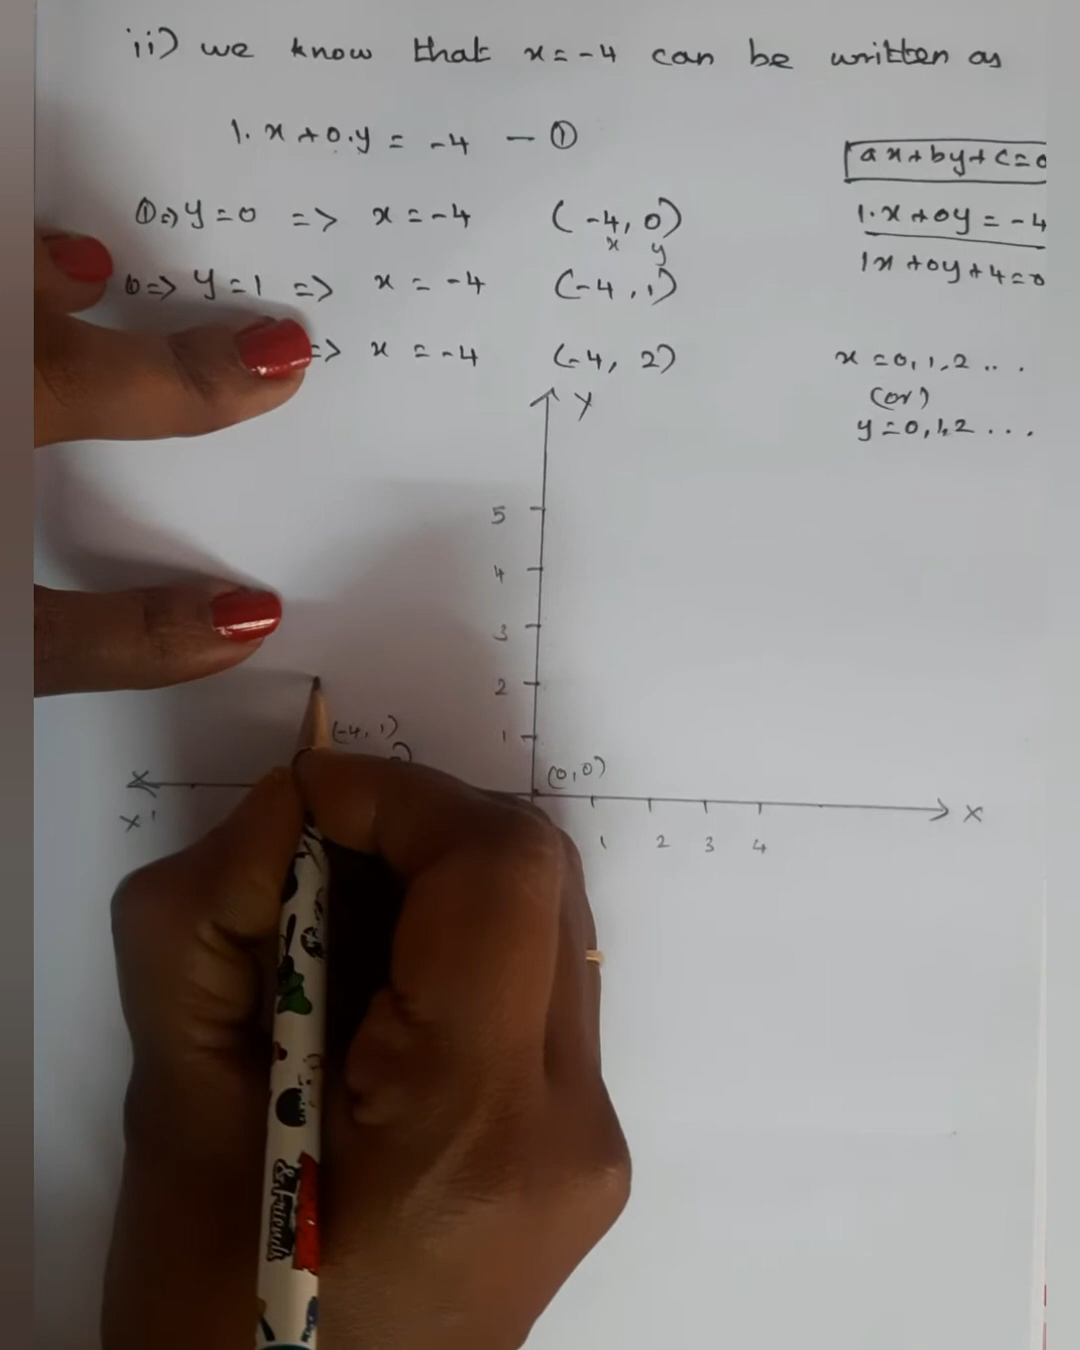 ii) we know that x = -4 can be written as
1. x + 0.y = -4 — ①
ax + by + c = 0
① => y = 0 => x = -4 (-4, 0)
x y
1. x + 0y = -4
① => y = 1 => x = -4 (-4, 1)
1x + 0y + 4 = 0
=> x = -4 (-4, 2)
x = 0, 1, 2 ...
(or)
y = 0, 1, 2 ...
Y
5
4
3
2
(-4, 1)
1
(0, 0)
X' X
1 2 3 4
& Friends